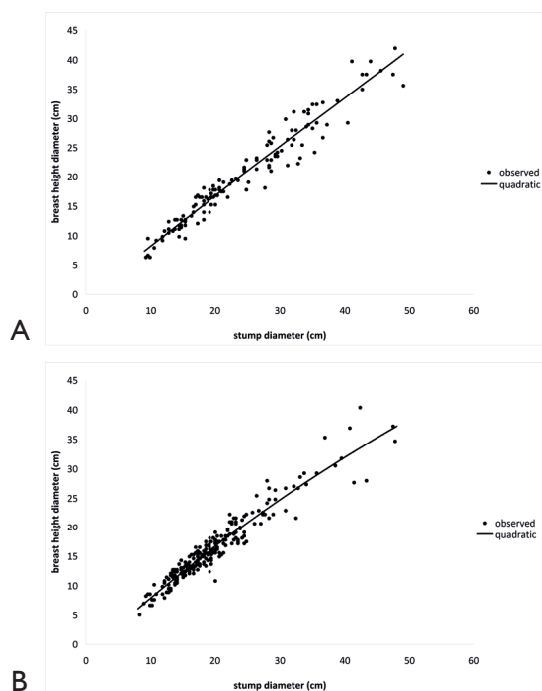 45
40
35
30
25
20
15
10
5
0
breast height diameter (cm)
0 10 20 30 40 50 60
stump diameter (cm)
observed
quadratic
A
45
40
35
30
25
20
15
10
5
0
breast height diameter (cm)
0 10 20 30 40 50 60
stump diameter (cm)
observed
quadratic
B